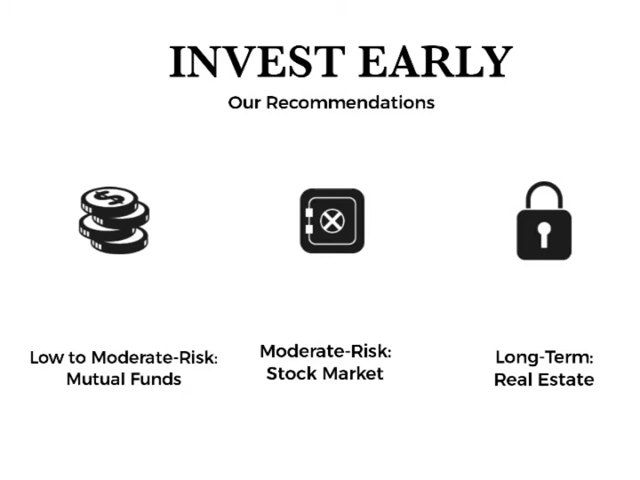 INVEST EARLY
Our Recommendations
Low to Moderate-Risk:
Mutual Funds
Moderate-Risk:
Stock Market
Long-Term:
Real Estate